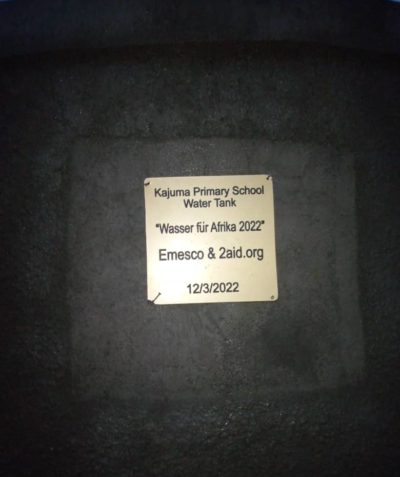 Kajuma Primary School
Water Tank
"Wasser für Afrika 2022"
Emesco & 2aid.org
12/3/2022